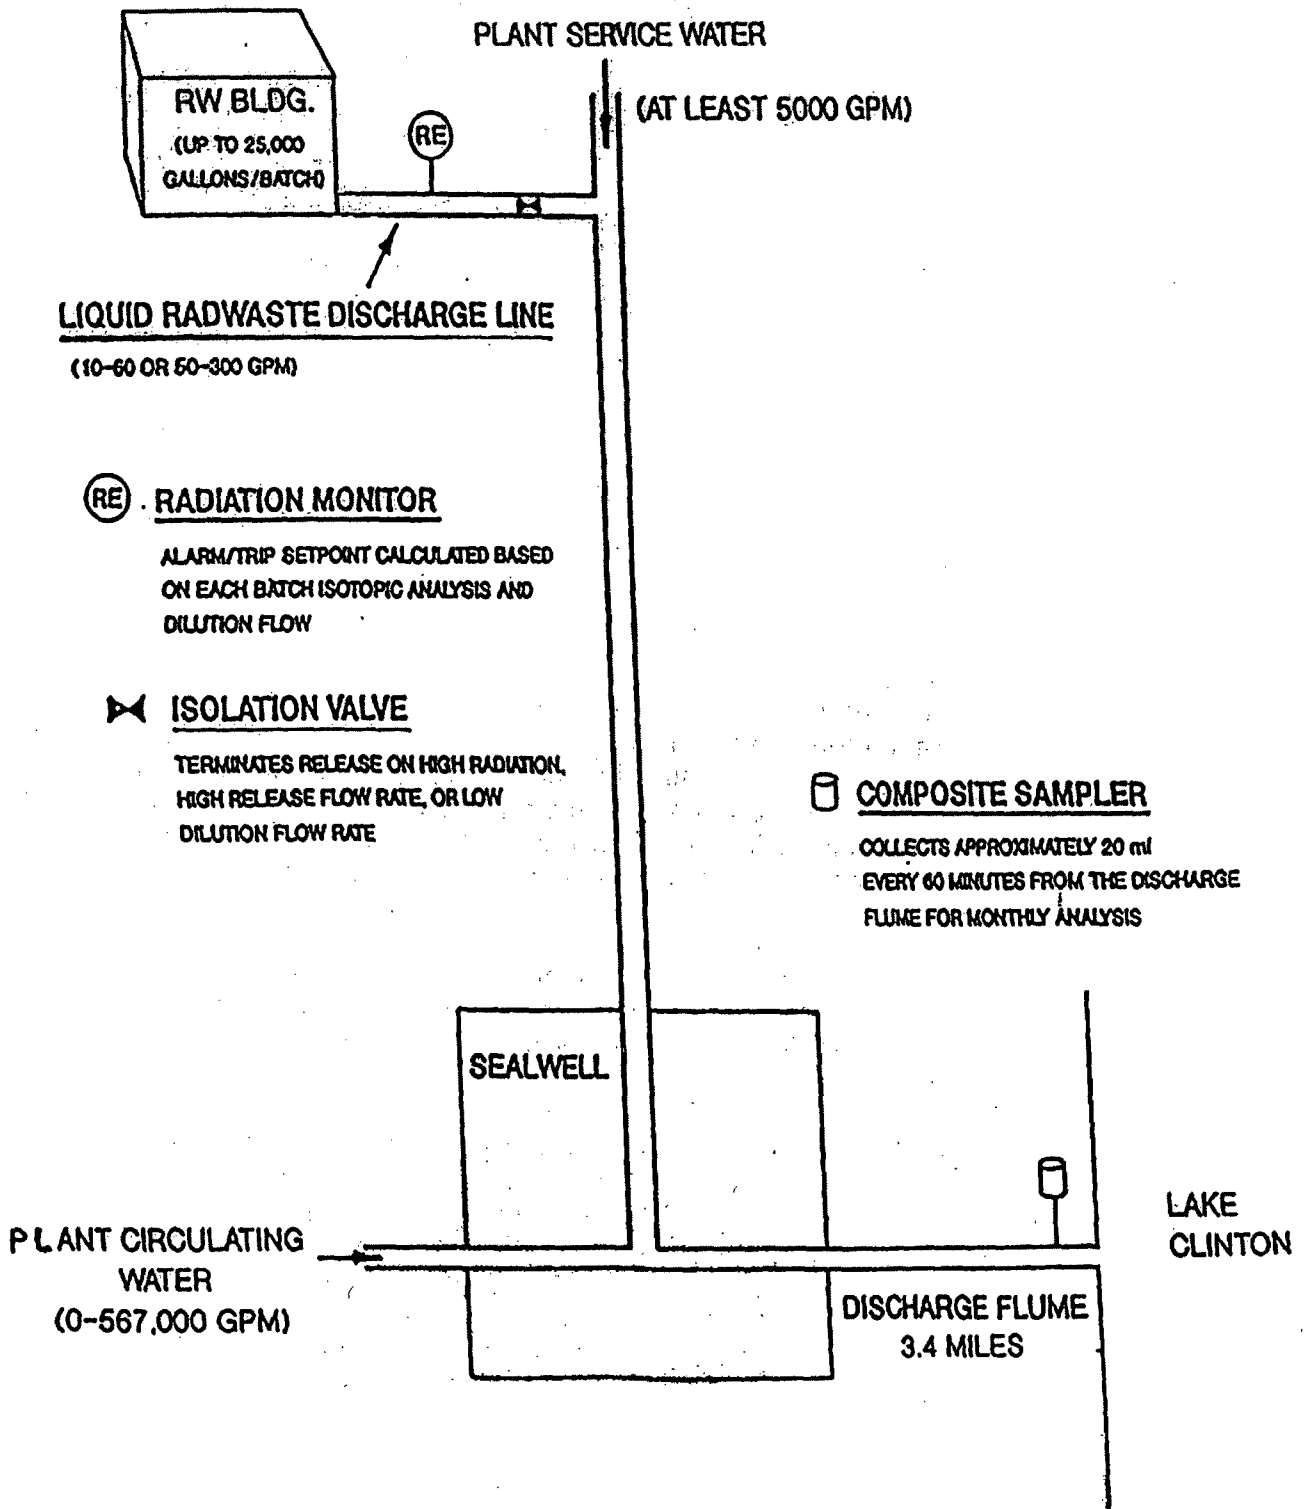 PLANT SERVICE WATER
(AT LEAST 5000 GPM)
RW BLDG.
(UP TO 25,000
GALLONS/BATCH)
RE
LIQUID RADWASTE DISCHARGE LINE
(10-60 OR 50-300 GPM)
RE
RADIATION MONITOR
ALARM/TRIP SETPOINT CALCULATED BASED
ON EACH BATCH ISOTOPIC ANALYSIS AND
DILUTION FLOW
ISOLATION VALVE
TERMINATES RELEASE ON HIGH RADIATION,
HIGH RELEASE FLOW RATE, OR LOW
DILUTION FLOW RATE
COMPOSITE SAMPLER
COLLECTS APPROXIMATELY 20 ml
EVERY 60 MINUTES FROM THE DISCHARGE
FLUME FOR MONTHLY ANALYSIS
SEALWELL
PLANT CIRCULATING
WATER
(0-567,000 GPM)
DISCHARGE FLUME
3.4 MILES
LAKE
CLINTON